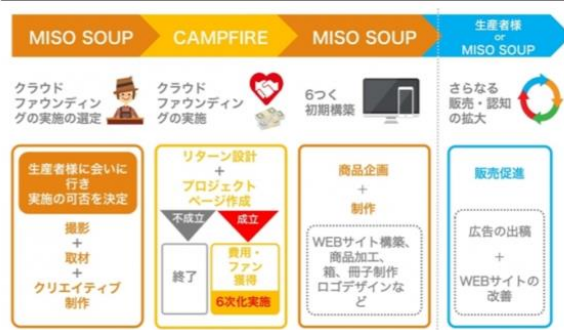 MISO SOUP
CAMPFIRE
MISO SOUP
生産者様
or
MISO SOUP
クラウド
ファウンディン
グの実施の選定
クラウド
ファウンディン
グの実施
6つく
初期構築
さらなる
販売・認知
の拡大
生産者様に会いに
行き
実施の可否を決定
撮影
+
取材
+
クリエイティブ
制作
リターン設計
+
プロジェクト
ページ作成
不成立
成立
終了
費用・
ファン
獲得
6次化実施
商品企画
+
制作
WEBサイト構築、
商品加工、
箱、冊子制作
ロゴデザインな
ど
販売促進
広告の出稿
+
WEBサイトの
改善